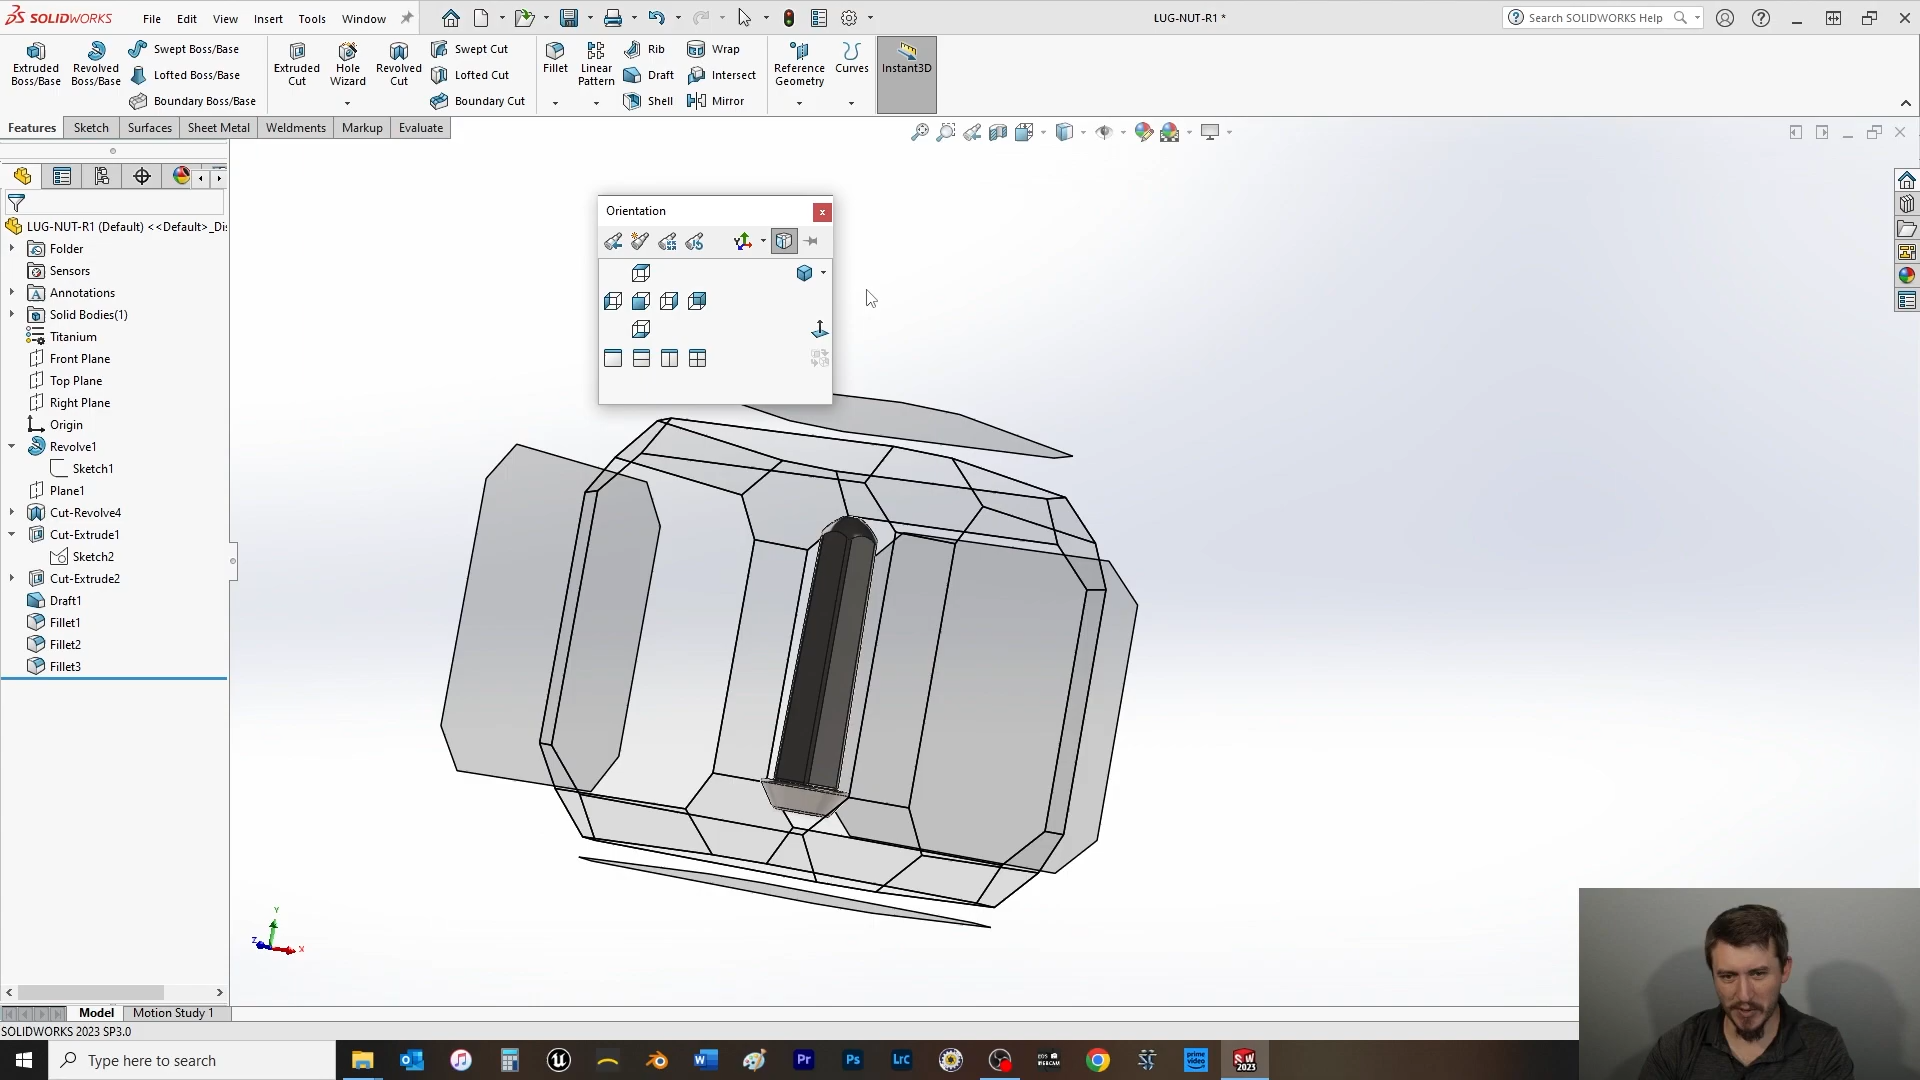 SOLIDWORKS File Edit View Insert Tools Window LUG-NUT-R1 * Search SOLIDWORKS Help
Extruded Boss/Base
Revolved Boss/Base
Swept Boss/Base
Lofted Boss/Base
Boundary Boss/Base
Extruded Cut
Hole Wizard
Revolved Cut
Swept Cut
Lofted Cut
Boundary Cut
Fillet
Linear Pattern
Rib
Draft
Shell
Wrap
Intersect
Mirror
Reference Geometry
Curves
Instant3D
Features Sketch Surfaces Sheet Metal Weldments Markup Evaluate
LUG-NUT-R1 (Default) <<Default>_Di
Folder
Sensors
Annotations
Solid Bodies(1)
Titanium
Front Plane
Top Plane
Right Plane
Origin
Revolve1
Sketch1
Plane1
Cut-Revolve4
Cut-Extrude1
Sketch2
Cut-Extrude2
Draft1
Fillet1
Fillet2
Fillet3
Orientation
Y
Z
X
Model Motion Study 1
SOLIDWORKS 2023 SP3.0
Type here to search